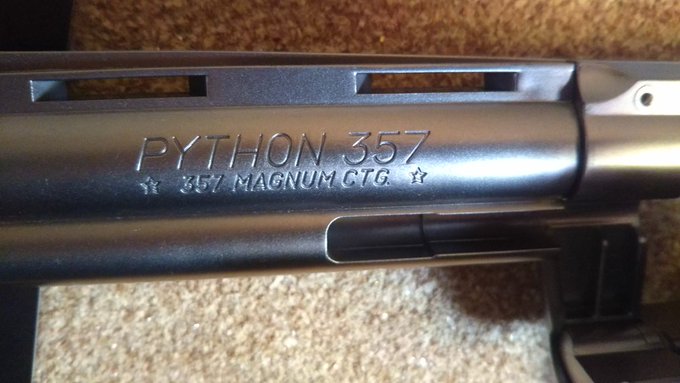 PYTHON 357
☆ 357 MAGNUM CTG. ☆